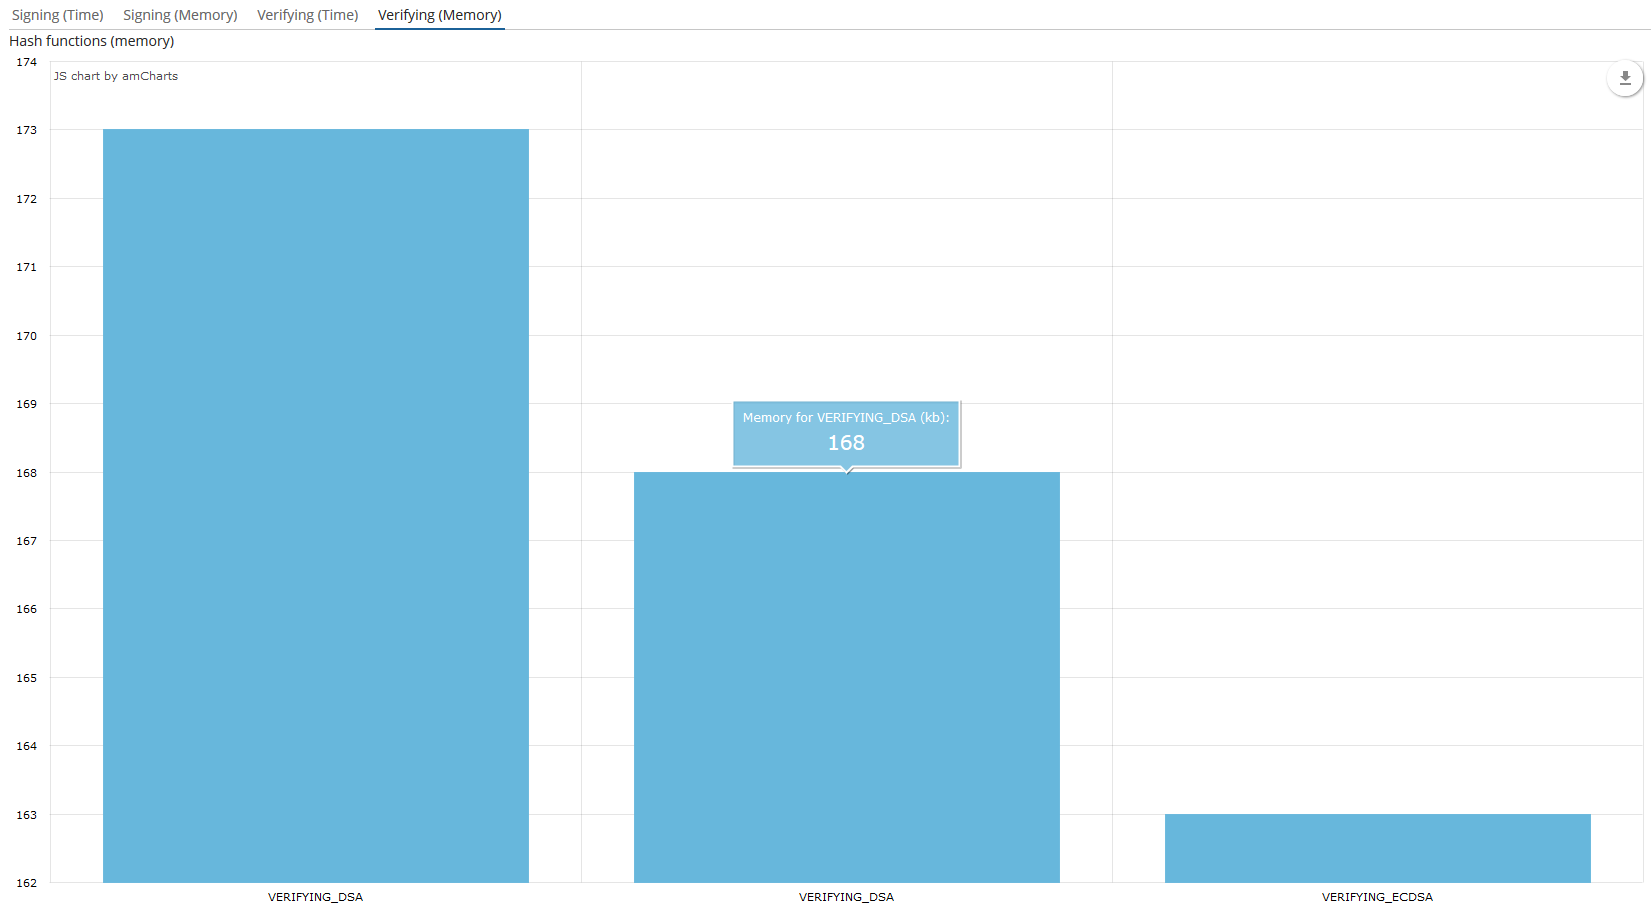 Signing (Time) Signing (Memory) Verifying (Time) Verifying (Memory)
Hash functions (memory)
174
JS chart by amCharts
173
172
171
170
169
Memory for VERIFYING_DSA (kb):
168
168
167
166
165
164
163
162
VERIFYING_DSA VERIFYING_DSA VERIFYING_ECDSA